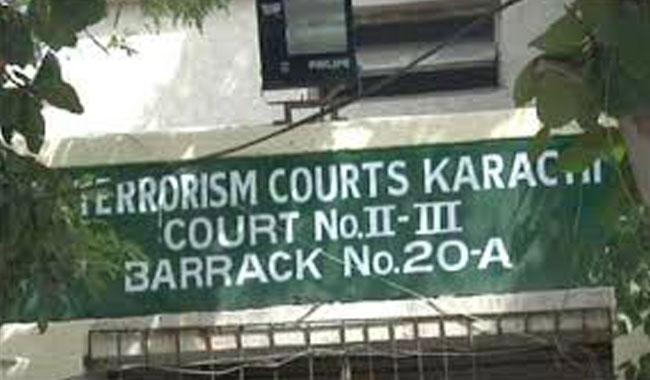 PHILIPS
TERRORISM COURTS KARACHI
COURT No.II-III
BARRACK No.20-A